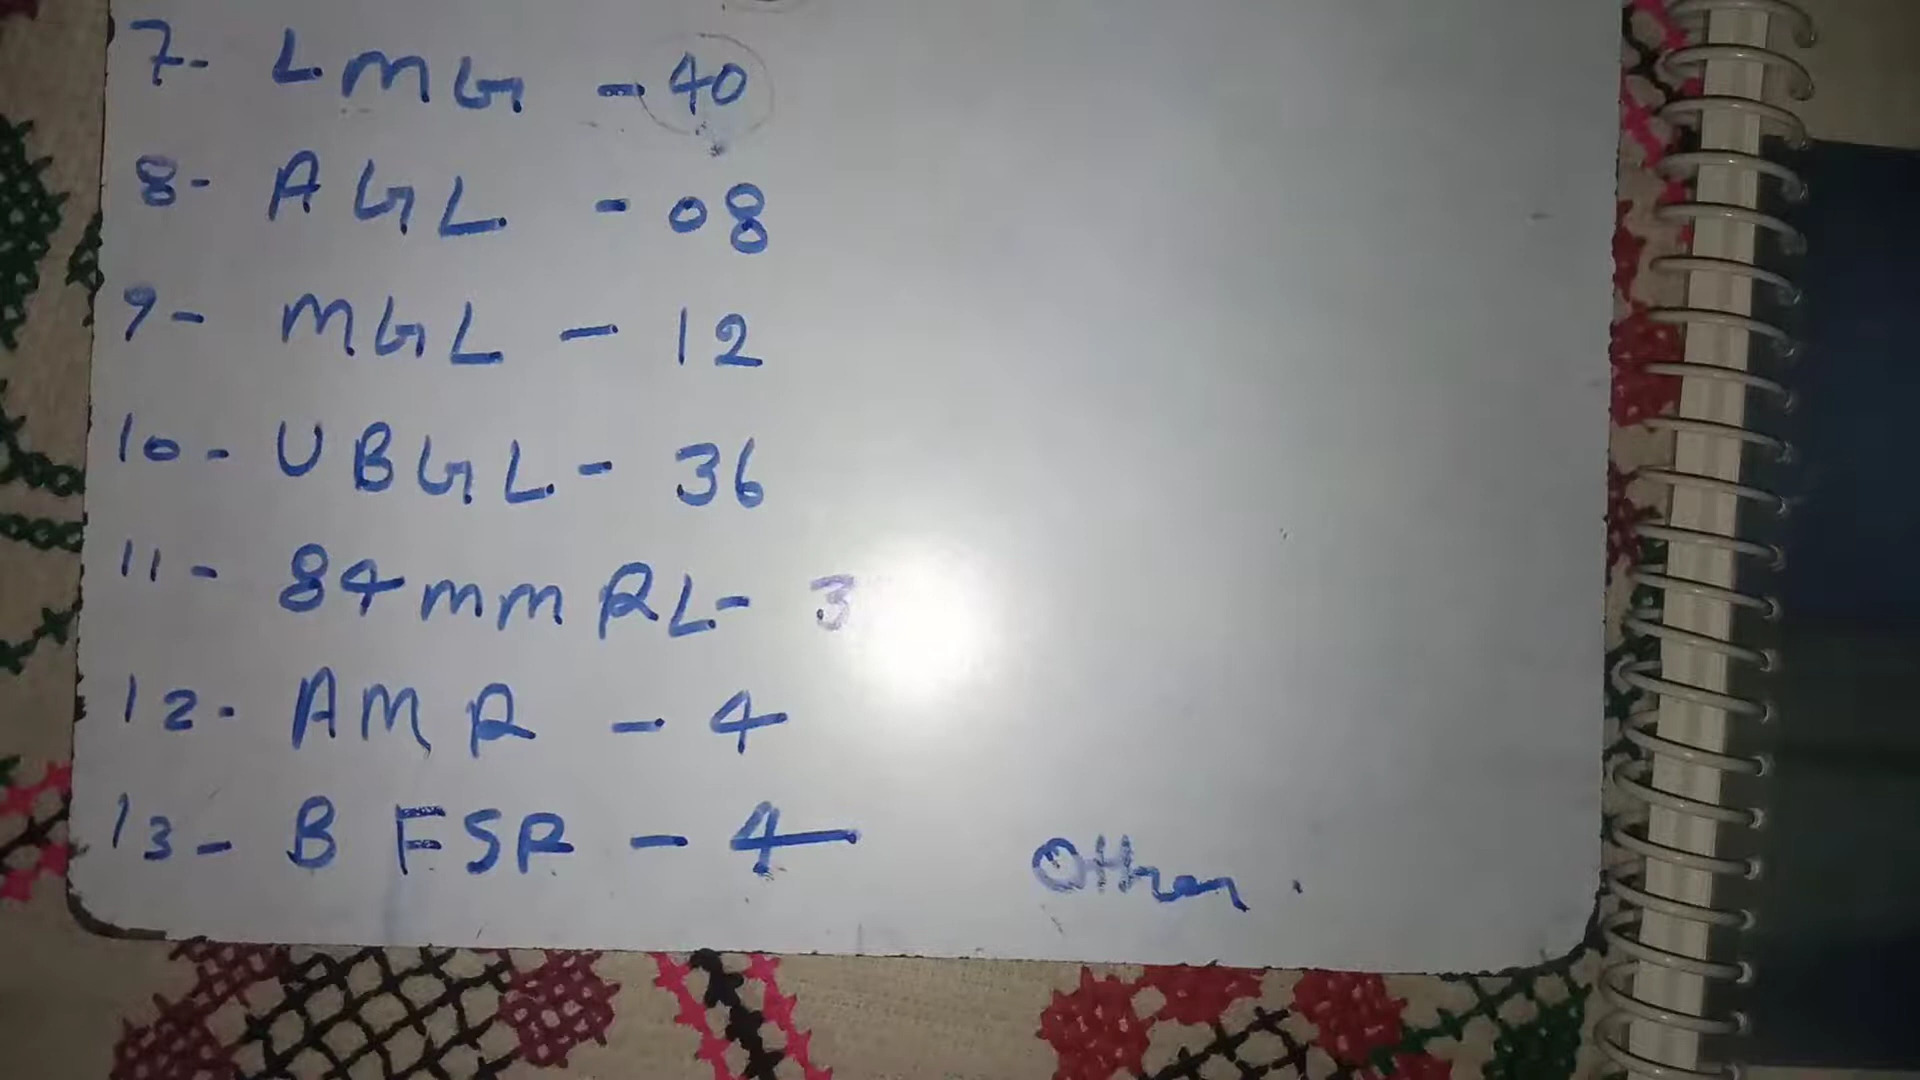 7- LMG - 40
8- AGL - 08
9- MGL - 12
10- UBGL - 36
11- 84mm RL- 3
12- AMR - 4
13- B FSR - 4
Other.